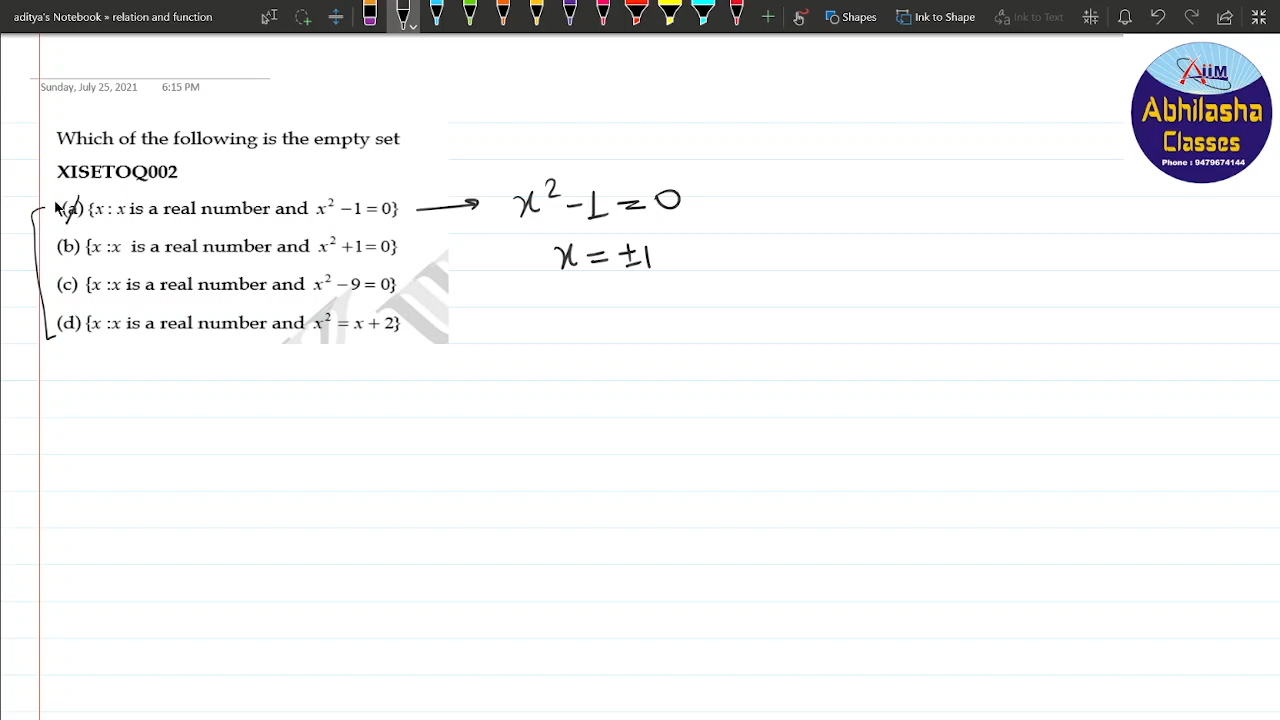 aditya's Notebook » relation and function
Shapes
Ink to Shape
Ink to Text
Sunday, July 25, 2021 6:15 PM
AiiM
Abhilasha
Classes
Phone : 9479674144
Which of the following is the empty set
XISETOQ002
(a) {x : x is a real number and x² − 1 = 0}
(b) {x :x is a real number and x² +1 = 0}
(c) {x :x is a real number and x² − 9 = 0}
(d) {x :x is a real number and x² = x + 2}
x² − 1 = 0
x = ±1